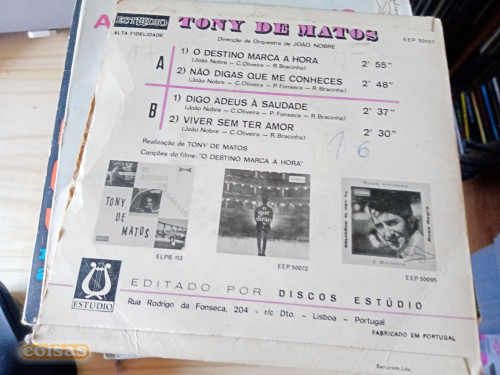 ESTÚDIO
TONY DE MATOS
EEP 50107
ALTA FIDELIDADE
Direcção de Orquestra de JOÃO NOBRE
A
1) O DESTINO MARCA A HORA 2' 55"
(João Nobre — C. Oliveira — R. Bracinha)
2) NÃO DIGAS QUE ME CONHECES 2' 48"
(João Nobre — C. Oliveira — P. Fonseca — R. Bracinha)
B
1) DIGO ADEUS À SAUDADE 2' 37"
(João Nobre — C. Oliveira — P. Fonseca — R. Bracinha)
2) VIVER SEM TER AMOR 2' 30"
(João Nobre — C. Oliveira — R. Bracinha)
16
Realização de TONY DE MATOS
Canções do filme: "O DESTINO MARCA A HORA"
TONY
DE
MATOS
o
que
ELPS 113
EEP 50072
EEP 50095
ESTÚDIO
EDITADO POR DISCOS ESTÚDIO
Rua Rodrigo da Fonseca, 204 - r/c Dto. — Lisboa — Portugal
FABRICADO EM PORTUGAL
coisas